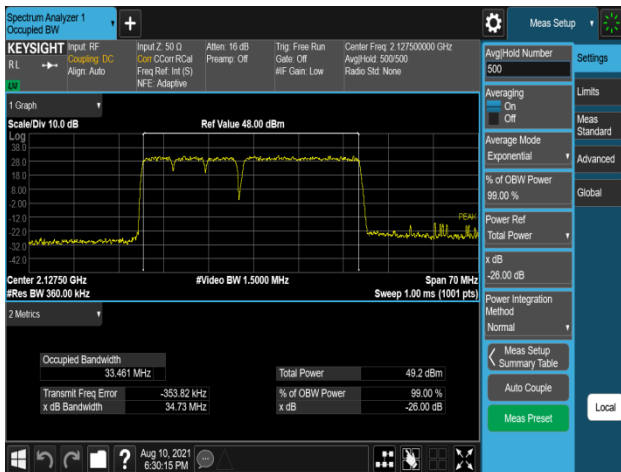 Spectrum Analyzer 1
Occupied BW
Meas Setup
KEYSIGHT
Input: RF
Coupling: DC
Align: Auto
Input Z: 50 Ω
Corr CCorr RCal
Freq Ref: Int (S)
NFE: Adaptive
Atten: 16 dB
Preamp: Off
Trig: Free Run
Gate: Off
#IF Gain: Low
Center Freq: 2.127500000 GHz
Avg|Hold: 500/500
Radio Std: None
RL
LXI
1 Graph
Scale/Div 10.0 dB
Ref Value 48.00 dBm
Log
38.0
28.0
18.0
8.00
-2.00
-12.0
-22.0
-32.0
-42.0
PEAK
Center 2.12750 GHz
#Video BW 1.5000 MHz
Span 70 MHz
#Res BW 360.00 kHz
Sweep 1.00 ms (1001 pts)
2 Metrics
Occupied Bandwidth
33.461 MHz
Total Power
49.2 dBm
Transmit Freq Error
-353.82 kHz
% of OBW Power
99.00 %
x dB Bandwidth
34.73 MHz
x dB
-26.00 dB
Avg|Hold Number
500
Averaging
On
Off
Average Mode
Exponential
% of OBW Power
99.00 %
Power Ref
Total Power
x dB
-26.00 dB
Power Integration
Method
Normal
Meas Setup
Summary Table
Auto Couple
Meas Preset
Settings
Limits
Meas
Standard
Advanced
Global
Local
?
Aug 10, 2021
6:30:15 PM